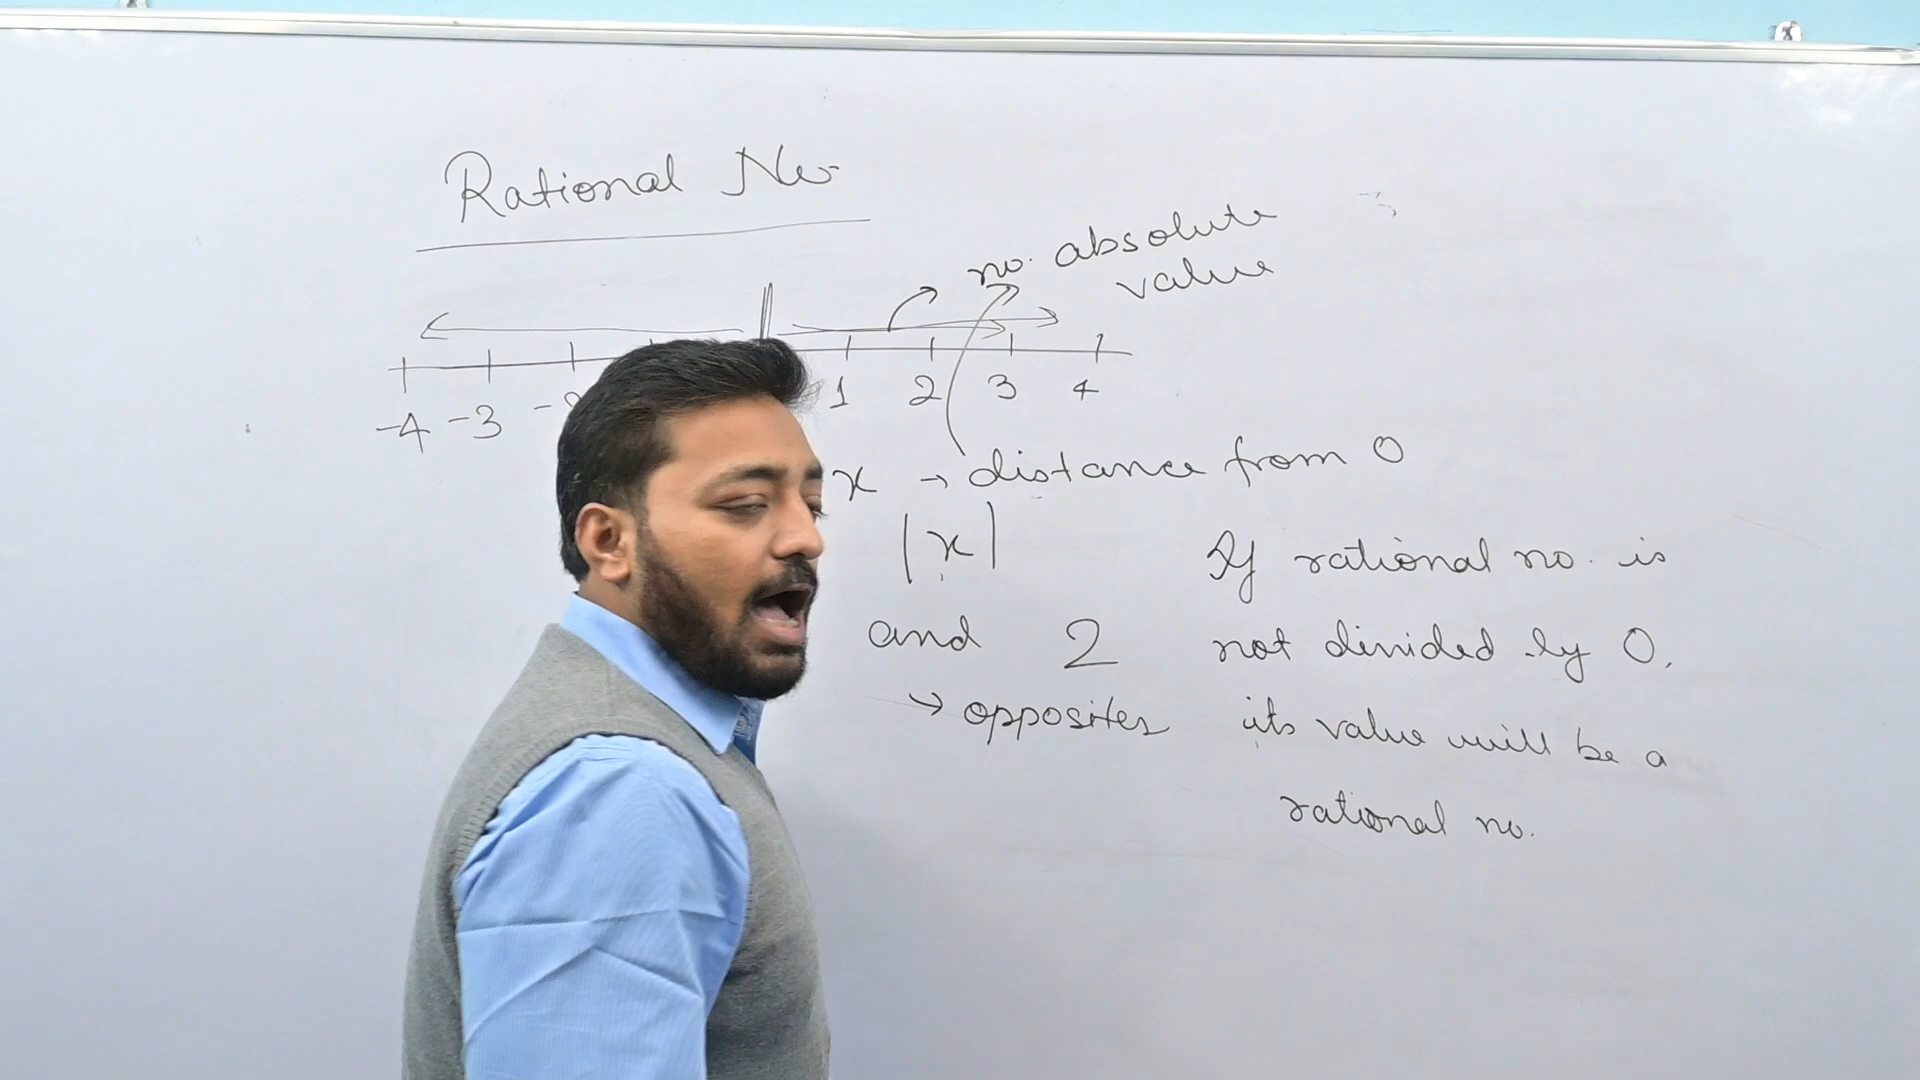 Rational No.
no. absolute
value
-4 -3 -2 1 2 3 4
x → distance from 0
|x|
and 2
→ opposites
If rational no. is
not divided by 0,
its value will be a
rational no.